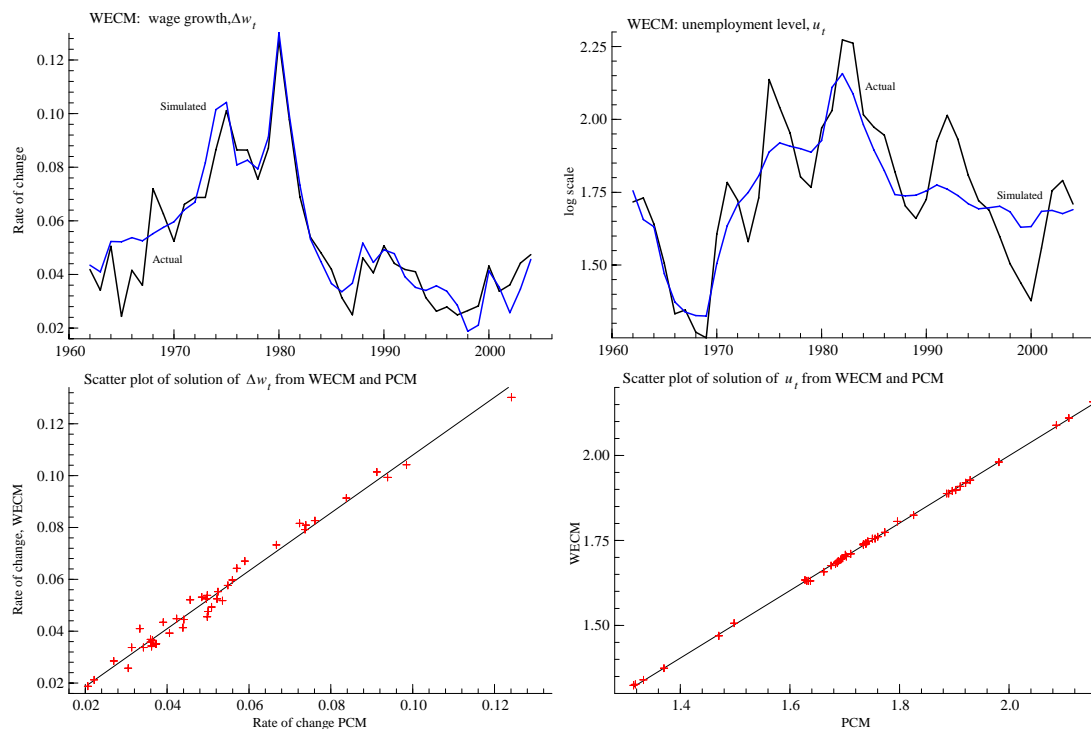 WECM: wage growth, Δw_t
Rate of change
0.12
0.10
0.08
0.06
0.04
0.02
Simulated
Actual
1960 1970 1980 1990 2000
WECM: unemployment level, u_t
log scale
2.25
2.00
1.75
1.50
Actual
Simulated
1960 1970 1980 1990 2000
Scatter plot of solution of Δw_t from WECM and PCM
Rate of change, WECM
0.12
0.10
0.08
0.06
0.04
0.02
0.02 0.04 0.06 0.08 0.10 0.12
Rate of change PCM
Scatter plot of solution of u_t from WECM and PCM
WECM
2.00
1.75
1.50
1.4 1.6 1.8 2.0
PCM